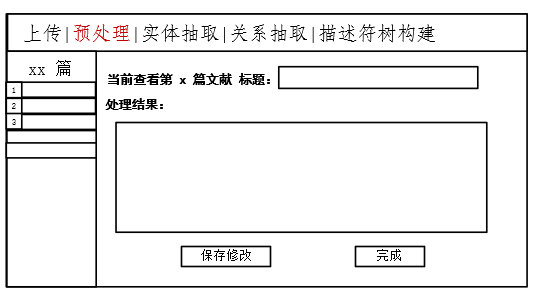 上传|预处理|实体抽取|关系抽取|描述符树构建
xx 篇
1
2
3
当前查看第 x 篇文献 标题：
处理结果：
保存修改
完成